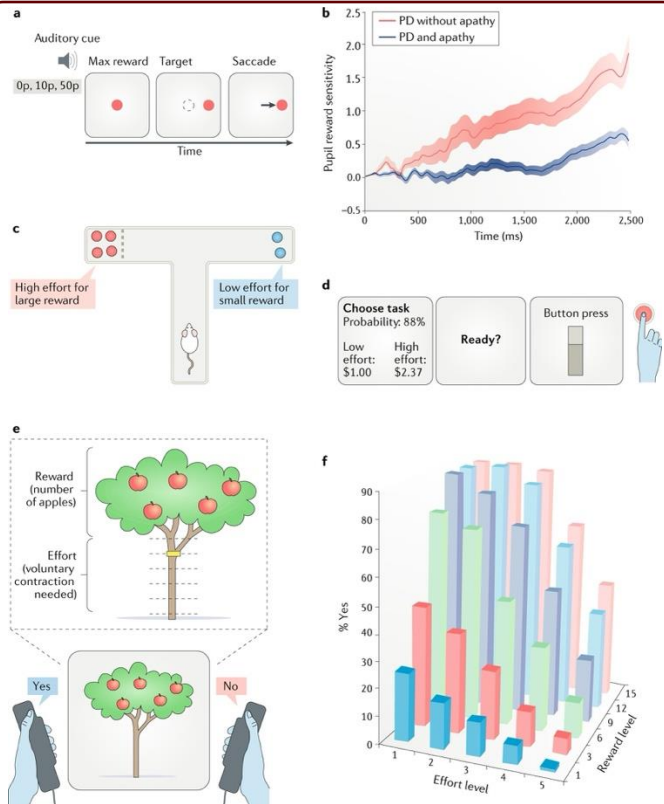 a
Auditory cue
0p, 10p, 50p
Max reward
Target
Saccade
Time
b
PD without apathy
PD and apathy
Pupil reward sensitivity
2.5
2.0
1.5
1.0
0.5
0.0
–0.5
0
500
1,000
1,500
2,000
2,500
Time (ms)
c
High effort for
large reward
Low effort for
small reward
d
Choose task
Probability: 88%
Low
effort:
$1.00
High
effort:
$2.37
Ready?
Button press
e
Reward
(number
of apples)
Effort
(voluntary
contraction
needed)
Yes
No
f
% Yes
90
80
70
60
50
40
30
20
10
0
1
2
3
4
5
Effort level
1
3
6
9
12
15
Reward level